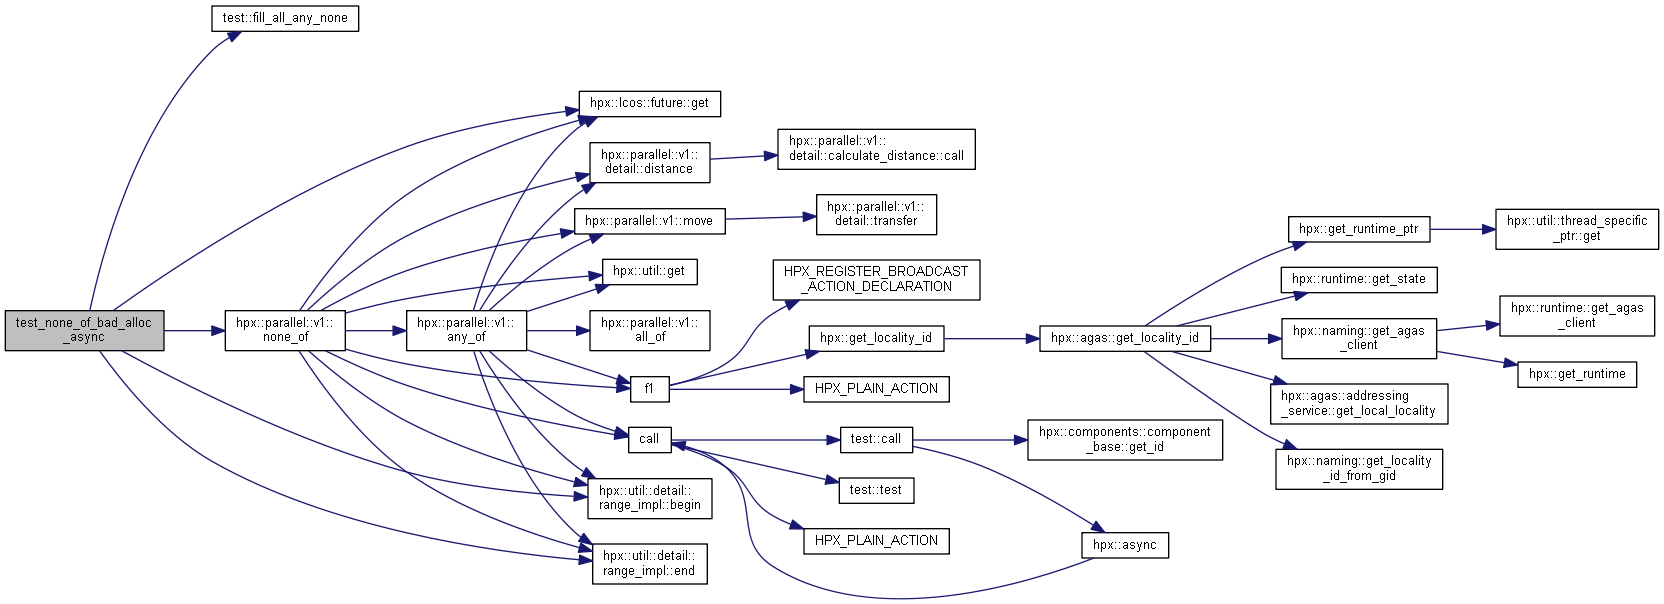 test::fill_all_any_none
hpx::lcos::future::get
hpx::parallel::v1::
detail::distance
hpx::parallel::v1::
detail::calculate_distance::call
hpx::parallel::v1::move
hpx::parallel::v1::
detail::transfer
hpx::util::get
HPX_REGISTER_BROADCAST
_ACTION_DECLARATION
hpx::get_runtime_ptr
hpx::util::thread_specific
_ptr::get
hpx::runtime::get_state
test_none_of_bad_alloc
_async
hpx::parallel::v1::
none_of
hpx::parallel::v1::
any_of
hpx::parallel::v1::
all_of
hpx::get_locality_id
hpx::agas::get_locality_id
hpx::naming::get_agas
_client
hpx::runtime::get_agas
_client
hpx::get_runtime
f1
HPX_PLAIN_ACTION
hpx::agas::addressing
_service::get_local_locality
call
test::call
hpx::components::component
_base::get_id
hpx::naming::get_locality
_id_from_gid
test::test
hpx::util::detail::
range_impl::begin
HPX_PLAIN_ACTION
hpx::async
hpx::util::detail::
range_impl::end